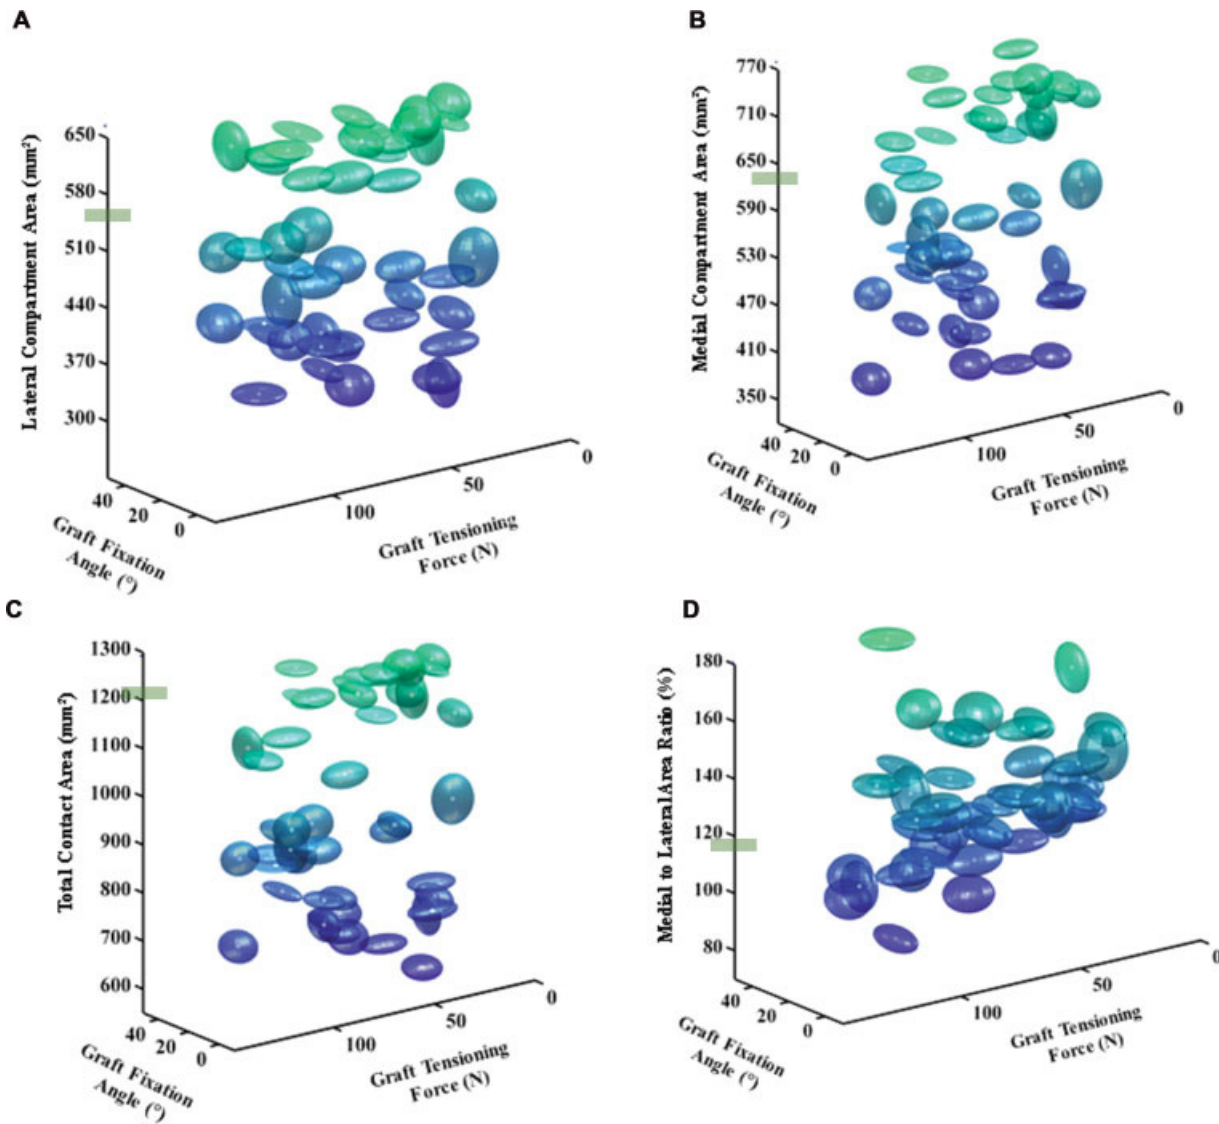 A
Lateral Compartment Area (mm²)
650
580
510
440
370
300
40
20
0
Graft Fixation
Angle (°)
100
50
0
Graft Tensioning
Force (N)
B
Medial Compartment Area (mm²)
770
710
650
590
530
470
410
350
40
20
0
Graft Fixation
Angle (°)
100
50
0
Graft Tensioning
Force (N)
C
Total Contact Area (mm²)
1300
1200
1100
1000
900
800
700
600
40
20
0
Graft Fixation
Angle (°)
100
50
0
Graft Tensioning
Force (N)
D
Medial to Lateral Area Ratio (%)
180
160
140
120
100
80
40
20
0
Graft Fixation
Angle (°)
100
50
0
Graft Tensioning
Force (N)